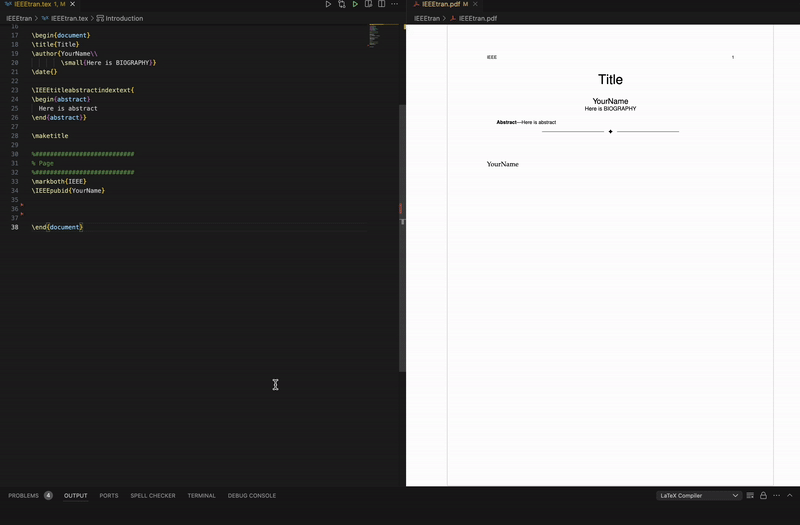 IEEEtran.tex 1, M
IEEEtran > IEEEtran.tex > Introduction
16
17 \begin{document}
18 \title{Title}
19 \author{YourName\\
20 \small{Here is BIOGRAPHY}}
21 \date{}
22
23 \IEEEtitleabstractindextext{
24 \begin{abstract}
25 Here is abstract
26 \end{abstract}}
27
28 \maketitle
29
30 %###########################
31 % Page
32 %###########################
33 \markboth{IEEE}
34 \IEEEpubid{YourName}
35
36
37
38 \end{document}
IEEEtran.pdf M
IEEEtran > IEEEtran.pdf
IEEE 1
Title
YourName
Here is BIOGRAPHY
Abstract—Here is abstract
YourName
PROBLEMS 4 OUTPUT PORTS SPELL CHECKER TERMINAL DEBUG CONSOLE LaTeX Compiler